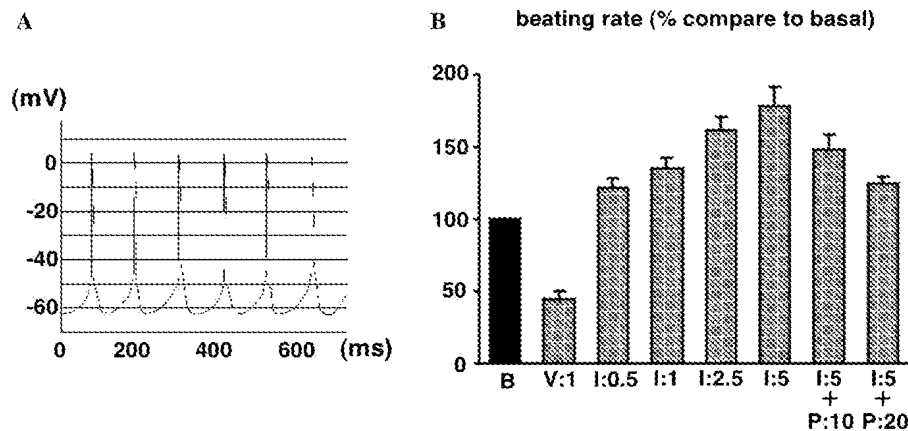 A
(mV)
0
-20
-40
-60
0 200 400 600 (ms)
B beating rate (% compare to basal)
200
150
100
50
0
B V:1 I:0.5 I:1 I:2.5 I:5 I:5 I:5
+ +
P:10 P:20